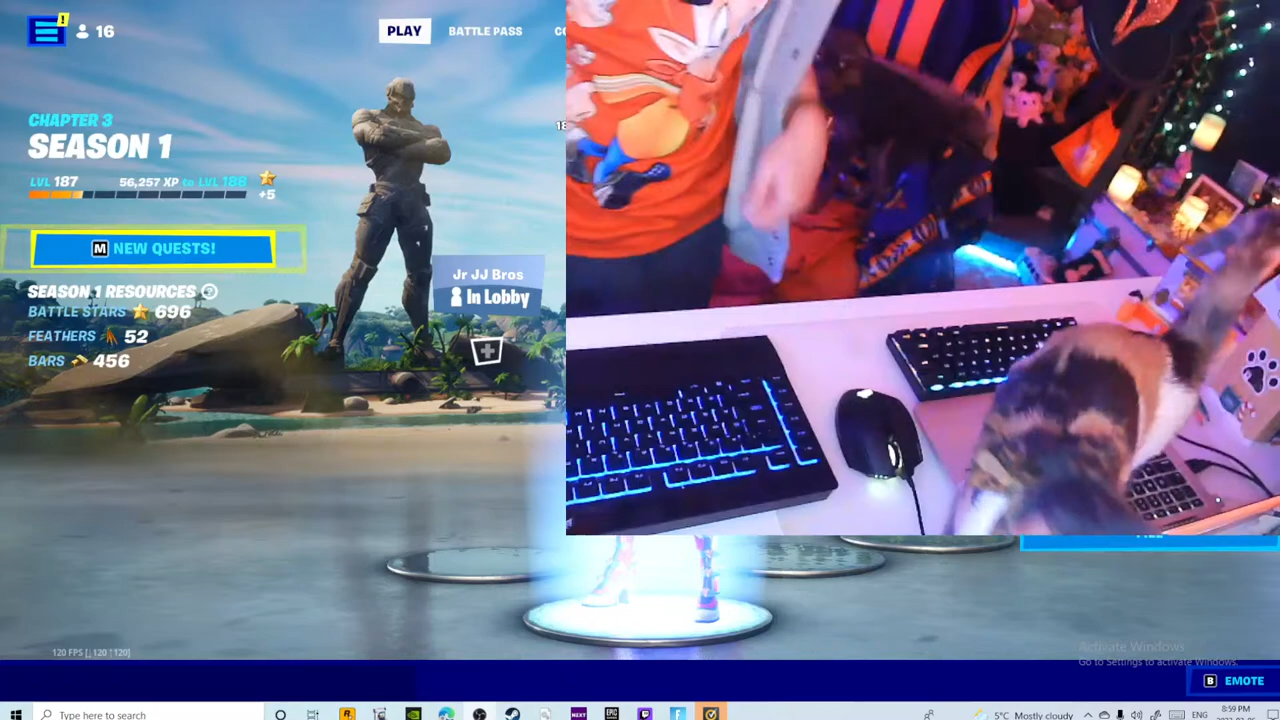 !
16
PLAY
BATTLE PASS
CHAPTER 3
SEASON 1
LVL 187
56,257 XP to LVL 188
+5
M NEW QUESTS!
SEASON 1 RESOURCES ?
BATTLE STARS 696
FEATHERS 52
BARS 456
Jr JJ Bros
In Lobby
120 FPS [↓120 ↑120]
Activate Windows
Go to Settings to activate Windows.
B EMOTE
Type here to search
NEXT
EPIC
5°C Mostly cloudy
ENG
8:59 PM